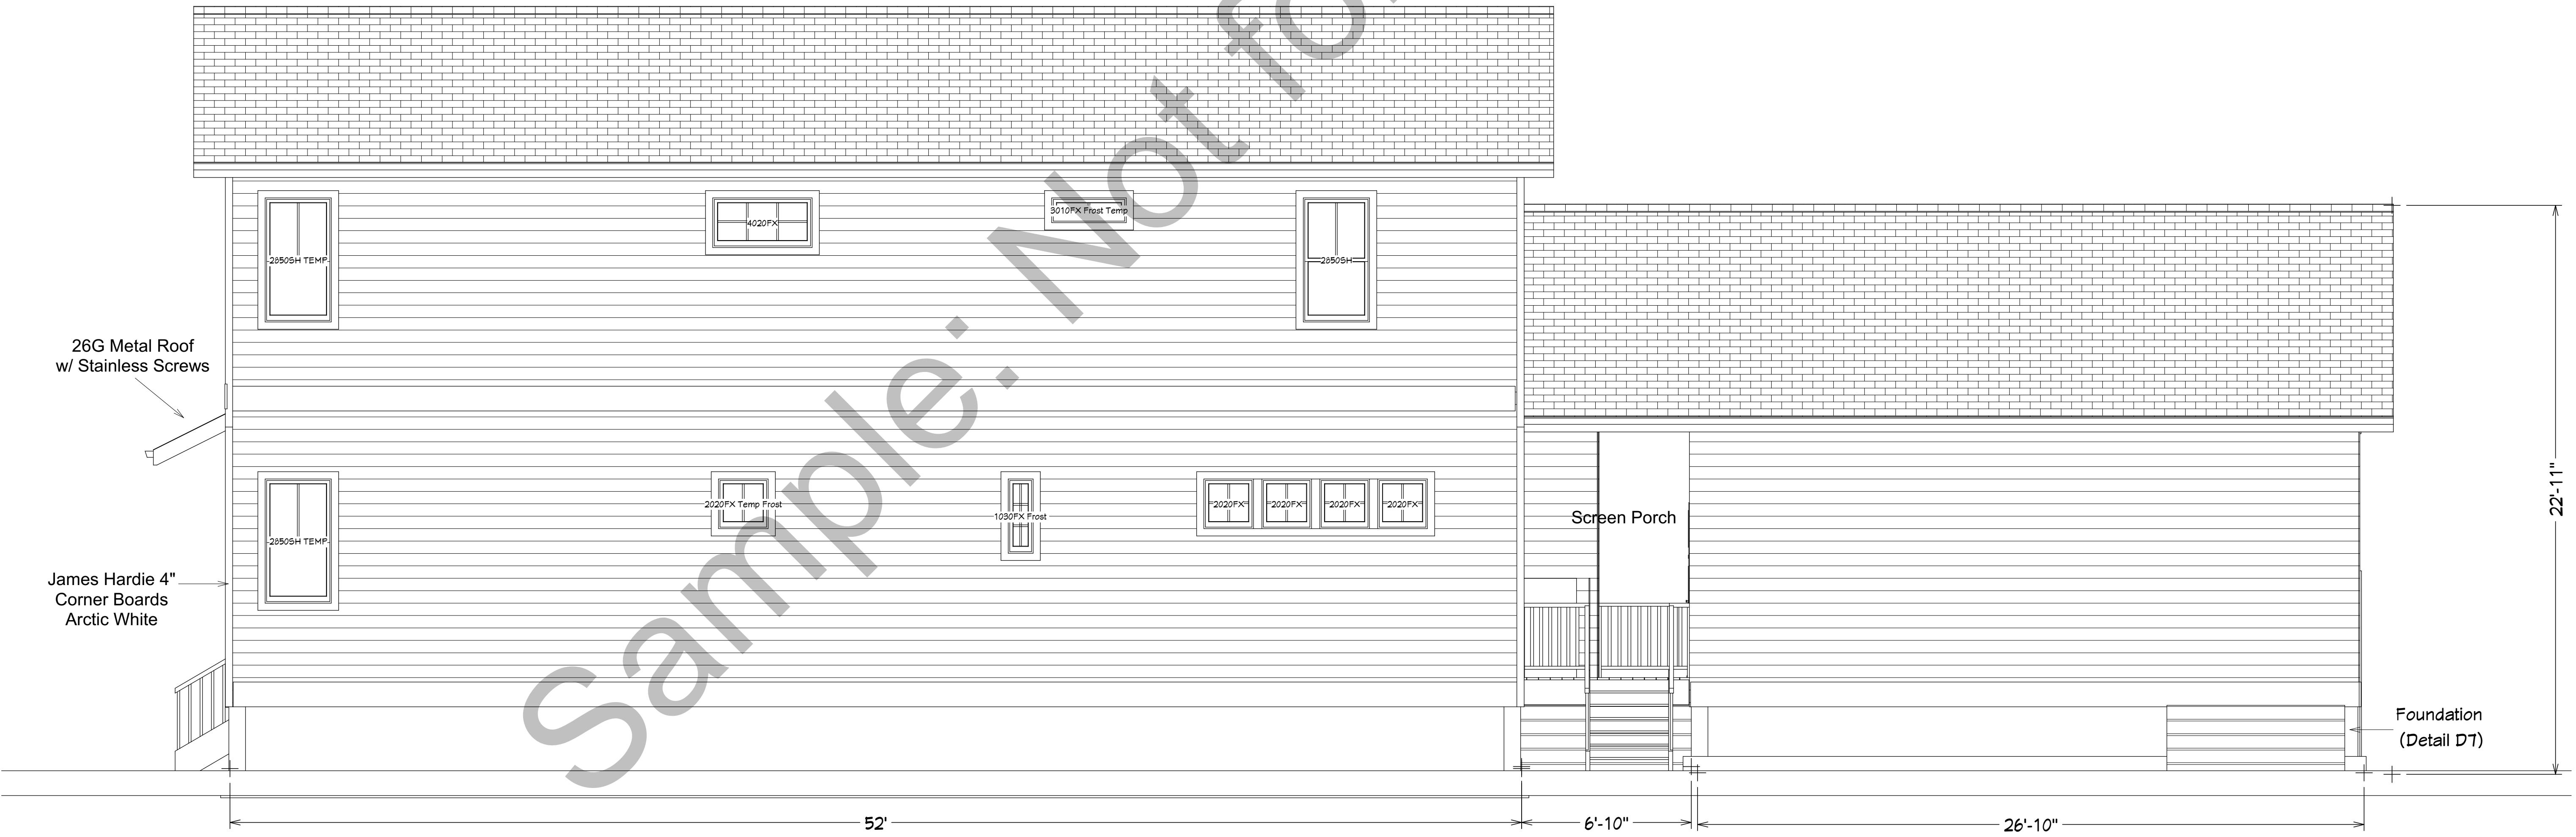 Sample: Not fo
4020FX
3010FX Frost Temp
2850SH TEMP
2850SH
26G Metal Roof
w/ Stainless Screws
22'-11"
2020FX Temp Frost
1030FX Frost
2020FX
2020FX
2020FX
2020FX
Screen Porch
2850SH TEMP
James Hardie 4"
Corner Boards
Arctic White
Foundation
(Detail D7)
52'
6'-10"
26'-10"